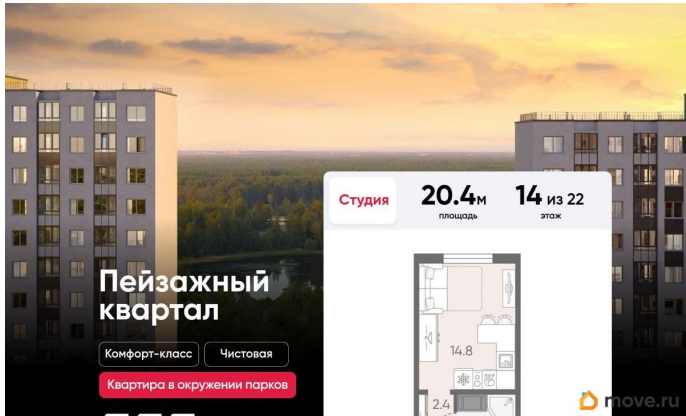 Студия
20.4м
площадь
14 из 22
этаж
Пейзажный
квартал
Комфорт-класс
Чистовая
Квартира в окружении парков
14.8
2.4
move.ru